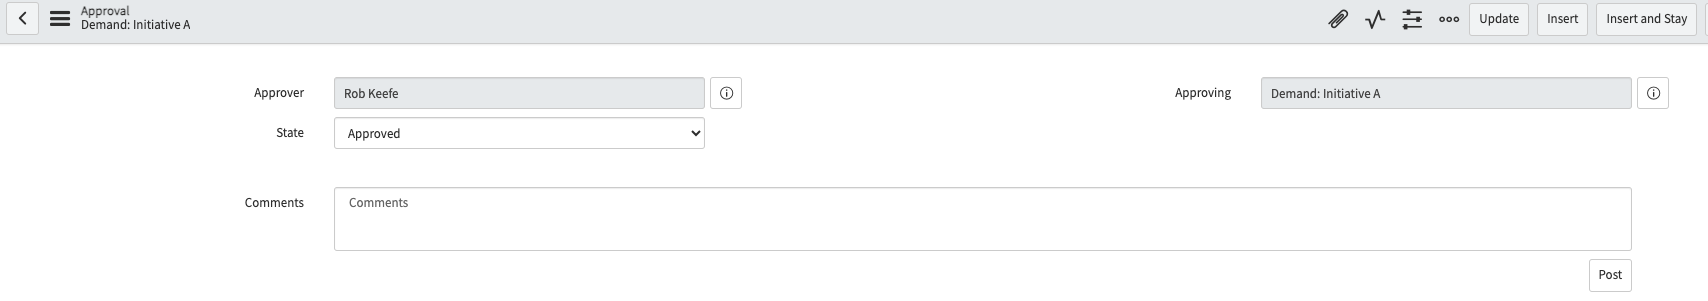 Approval
Demand: Initiative A
Update
Insert
Insert and Stay
Approver
Rob Keefe
Approving
Demand: Initiative A
State
Approved
Comments
Comments
Post